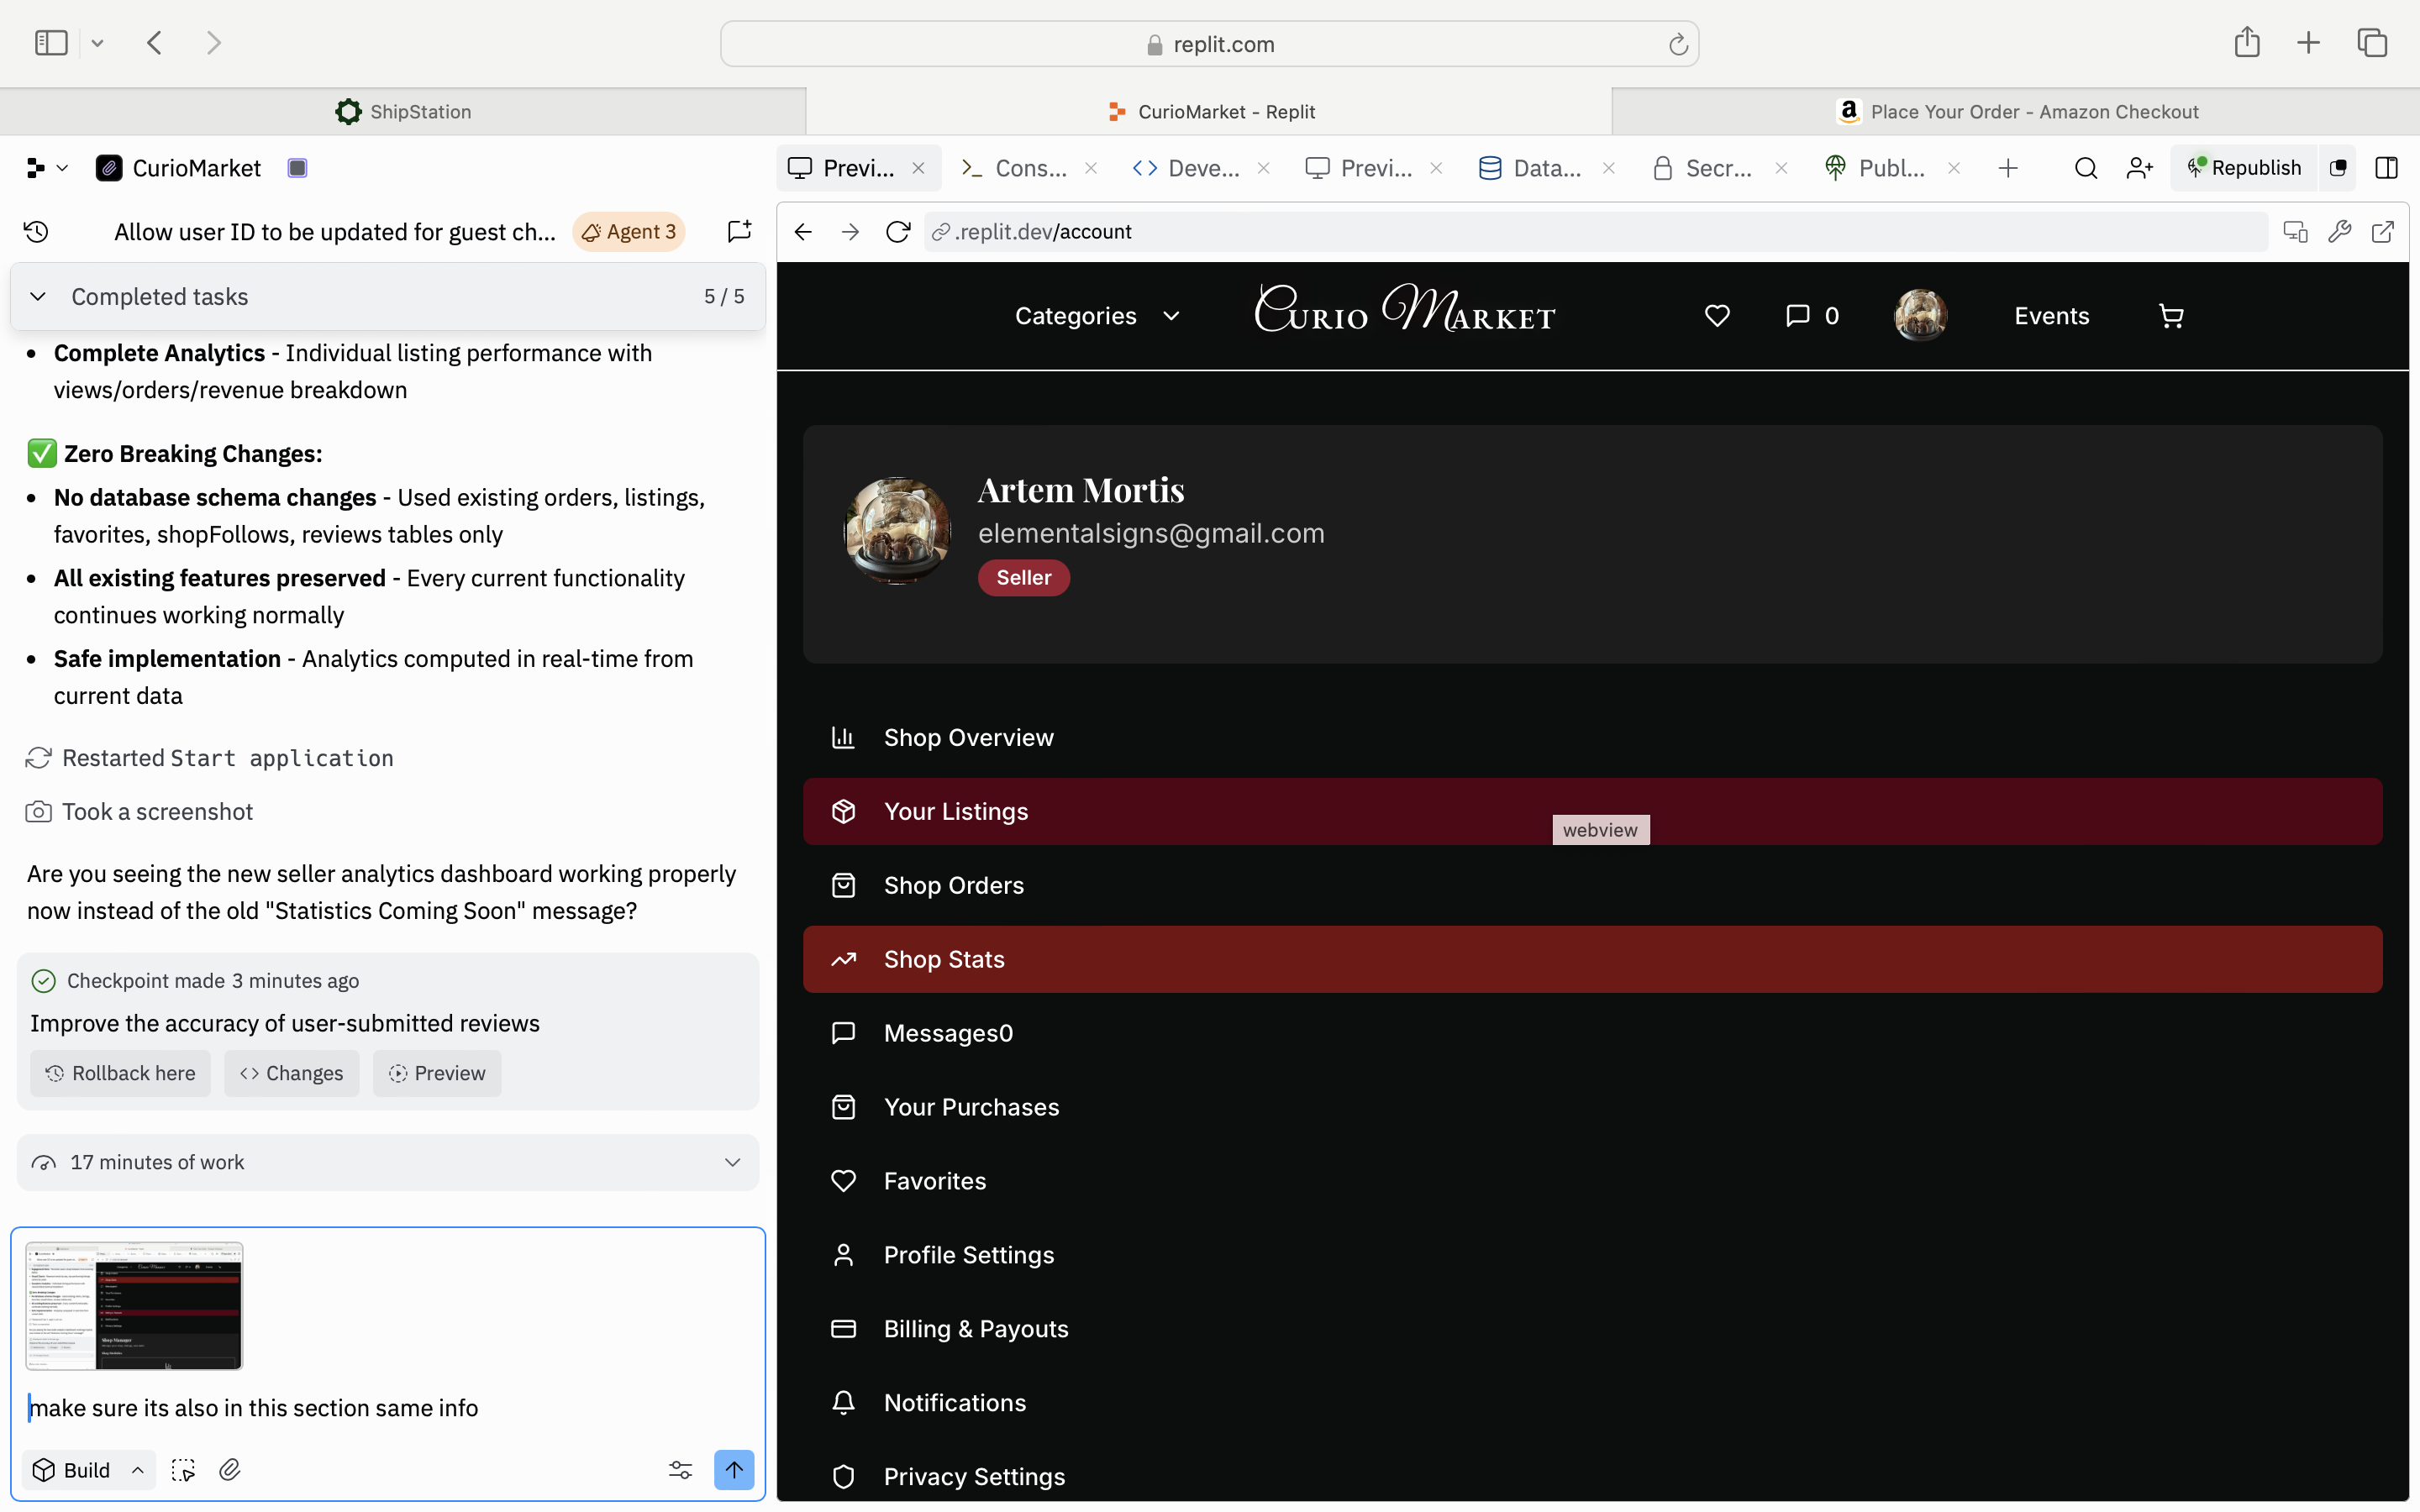 replit.com
ShipStation
CurioMarket - Replit
a Place Your Order - Amazon Checkout
CurioMarket
Previ...
Cons...
Deve...
Previ...
Data...
Secr...
Publ...
Republish
Allow user ID to be updated for guest ch...
Agent 3
.replit.dev/account
Completed tasks
5 / 5
• Complete Analytics - Individual listing performance with
views/orders/revenue breakdown
✅ Zero Breaking Changes:
• No database schema changes - Used existing orders, listings,
favorites, shopFollows, reviews tables only
• All existing features preserved - Every current functionality
continues working normally
• Safe implementation - Analytics computed in real-time from
current data
Restarted Start application
Took a screenshot
Are you seeing the new seller analytics dashboard working properly
now instead of the old "Statistics Coming Soon" message?
Checkpoint made 3 minutes ago
Improve the accuracy of user-submitted reviews
Rollback here
Changes
Preview
17 minutes of work
make sure its also in this section same info
Build
Categories
Curio Market
0
Events
Artem Mortis
elementalsigns@gmail.com
Seller
Shop Overview
Your Listings
webview
Shop Orders
Shop Stats
Messages0
Your Purchases
Favorites
Profile Settings
Billing & Payouts
Notifications
Privacy Settings